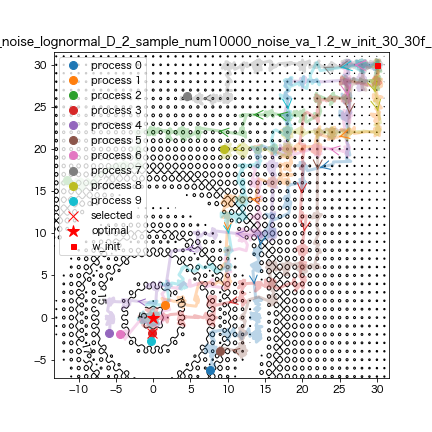 _noise_lognormal_D_2_sample_num10000_noise_va_1.2_w_init_30_30f_
process 0
process 1
process 2
process 3
process 4
process 5
process 6
process 7
process 8
process 9
selected
optimal
w_init
30
25
20
15
10
5
0
−5
−10
−5
0
5
10
15
20
25
30